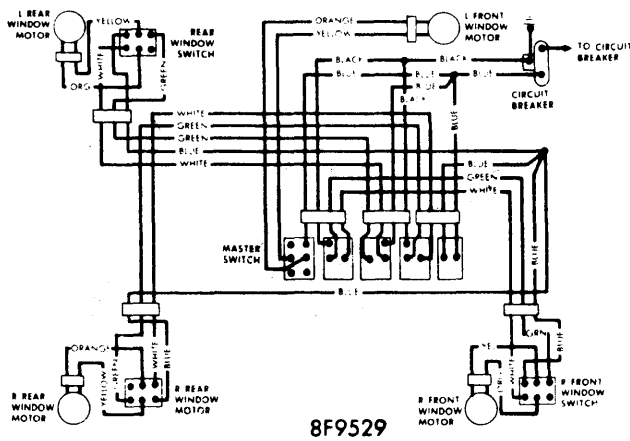 L REAR
WINDOW
MOTOR
YELLOW
REAR
WINDOW
SWITCH
ORANGE
YELLOW
L FRONT
WINDOW
MOTOR
TO CIRCUIT
BREAKER
CIRCUIT
BREAKER
WHITE
GREEN
ORG
BLACK
BLACK
BLUE
BLUE
BLUE
BLUE
BLACK
BLUE
WHITE
GREEN
GREEN
BLUE
WHITE
BLUE
GREEN
WHITE
MASTER
SWITCH
BLUE
BLUE
ORANGE
YELLOW
GREEN
WHITE
BLUE
R REAR
WINDOW
MOTOR
R REAR
WINDOW
MOTOR
YEL
GRN
BLUE
WHITE
R FRONT
WINDOW
MOTOR
R FRONT
WINDOW
SWITCH
8F9529